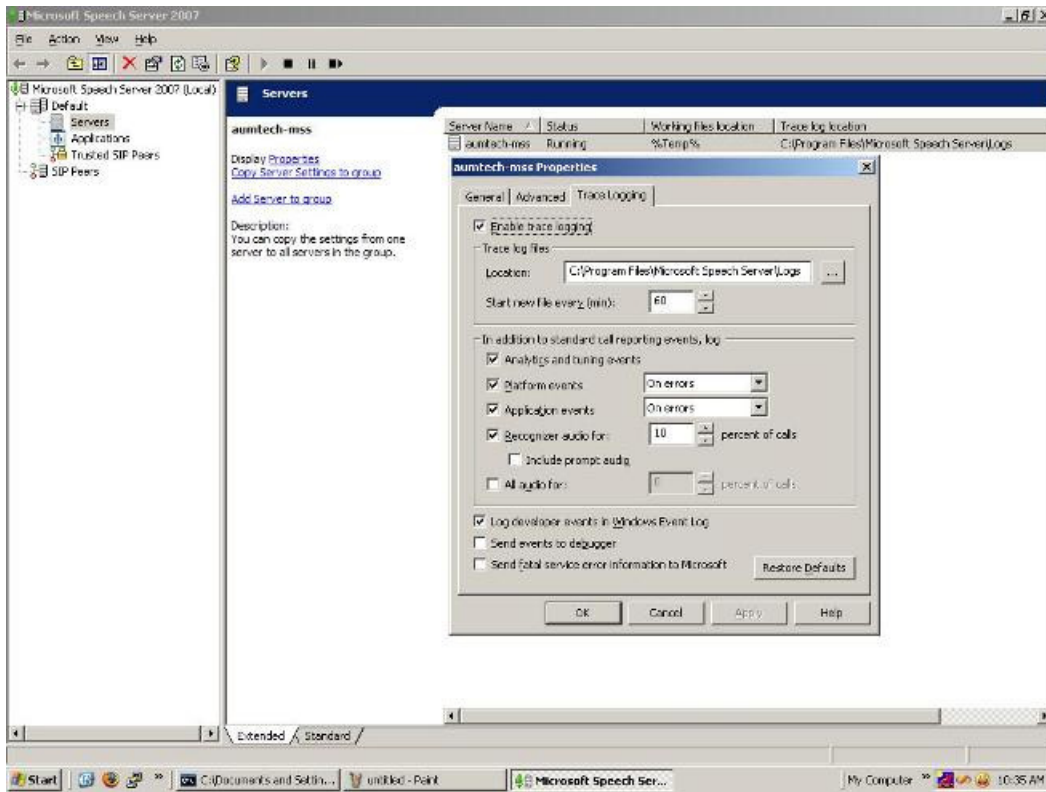 Microsoft Speech Server 2007
File Action View Help
Microsoft Speech Server 2007 (Local)
Default
Servers
Applications
Trusted SIP Peers
SIP Peers
Servers
aumtech-mss
Display Properties
Copy Server Settings to group
Add Server to group
Description:
You can copy the settings from one
server to all servers in the group.
Server Name Status Working files location Trace log location
aumtech-mss Running %Temp% C:\Program Files\Microsoft Speech Server\Logs
aumtech-mss Properties
General Advanced Trace Logging
Enable trace logging
Trace log files
Location: C:\Program Files\Microsoft Speech Server\Logs ...
Start new file every (min): 60
In addition to standard call reporting events, log
Analytics and tuning events
Platform events On errors
Application events On errors
Recognizer audio for: 10 percent of calls
Include prompt audio
All audio for: 0 percent of calls
Log developer events in Windows Event Log
Send events to debugger
Send fatal service error information to Microsoft Restore Defaults
OK Cancel Apply Help
Extended Standard
Start C:\Documents and Settin... untitled - Paint Microsoft Speech Ser... My Computer 10:35 AM